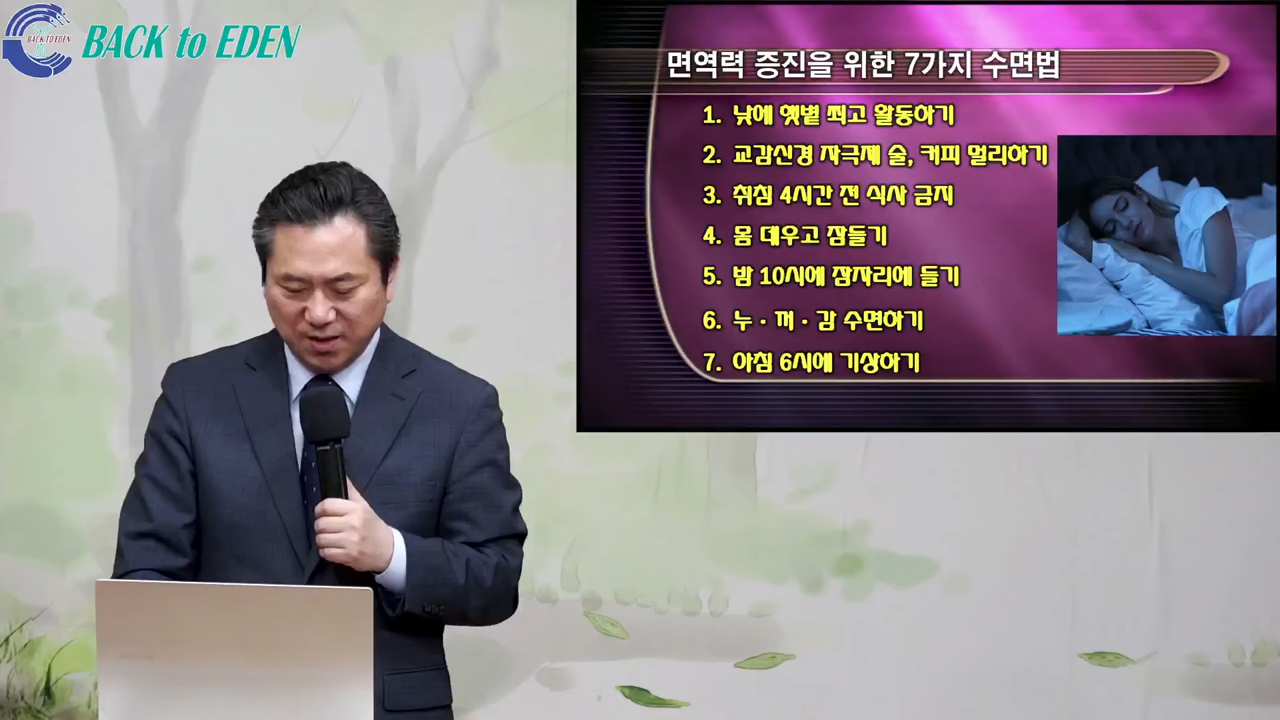 BACK TO EDEN
BACK to EDEN
면역력 증진을 위한 7가지 수면법
1. 낮에 햇볕 쬐고 활동하기
2. 교감신경 자극제 술, 커피 멀리하기
3. 취침 4시간 전 식사 금지
4. 몸 데우고 잠들기
5. 밤 10시에 잠자리에 들기
6. 누·꺼·감 수면하기
7. 아침 6시에 기상하기